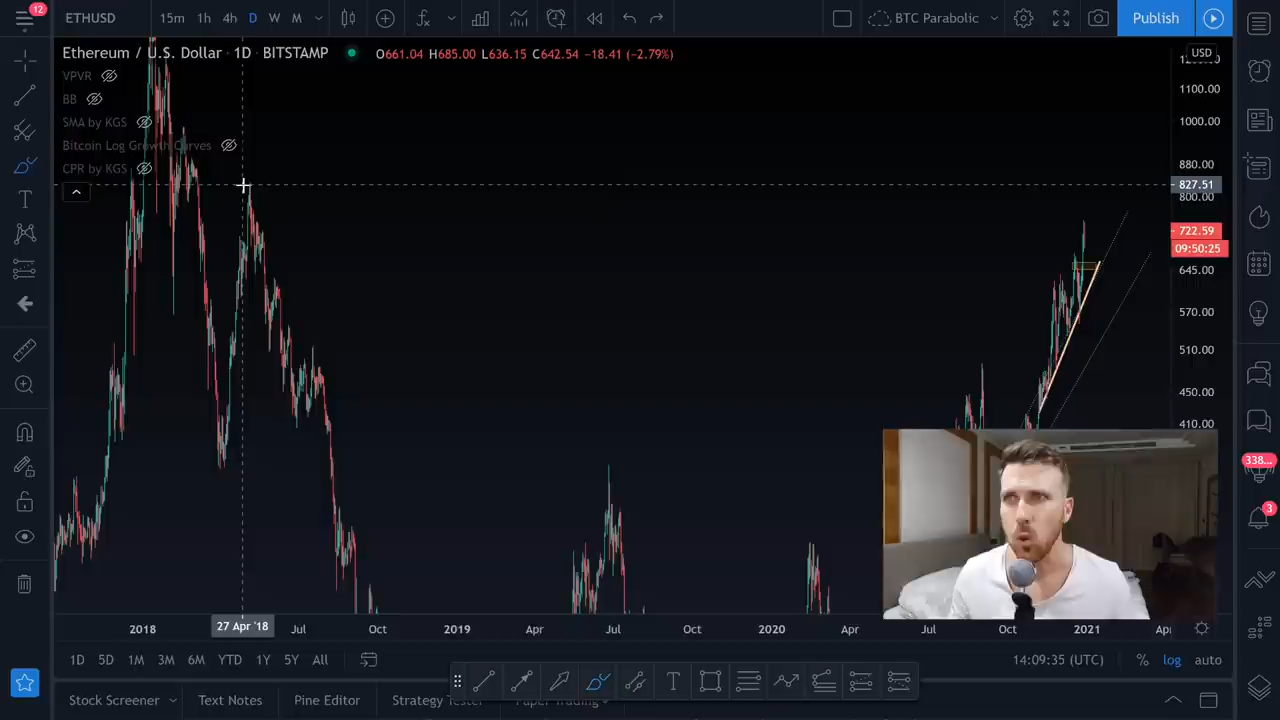 12
ETHUSD
15m 1h 4h D W M
BTC Parabolic
Publish
Ethereum / U.S. Dollar · 1D · BITSTAMP
O661.04 H685.00 L636.15 C642.54 −18.41 (−2.79%)
USD
VPVR
BB
SMA by KGS
Bitcoin Log Growth Curves
CPR by KGS
1100.00
1000.00
880.00
827.51
800.00
722.59
09:50:25
645.00
570.00
510.00
450.00
410.00
338...
3
2018
27 Apr '18
Jul
Oct
2019
Apr
Jul
Oct
2020
Apr
Jul
Oct
2021
1D 5D 1M 3M 6M YTD 1Y 5Y All
14:09:35 (UTC)
% log auto
Stock Screener
Text Notes
Pine Editor
Strategy Tester
Paper Trading